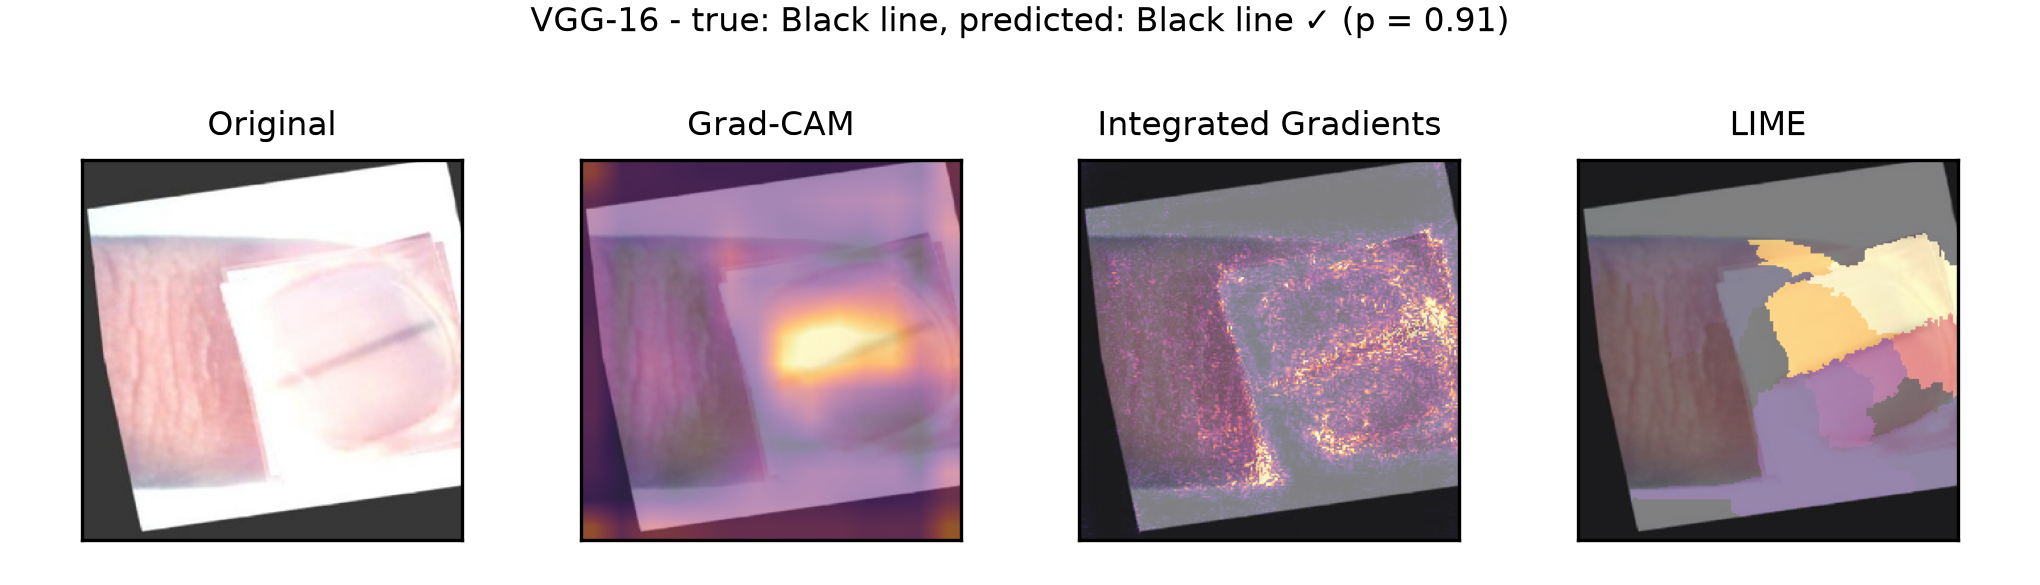 VGG-16 - true: Black line, predicted: Black line ✓ (p = 0.91)
Original
Grad-CAM
Integrated Gradients
LIME